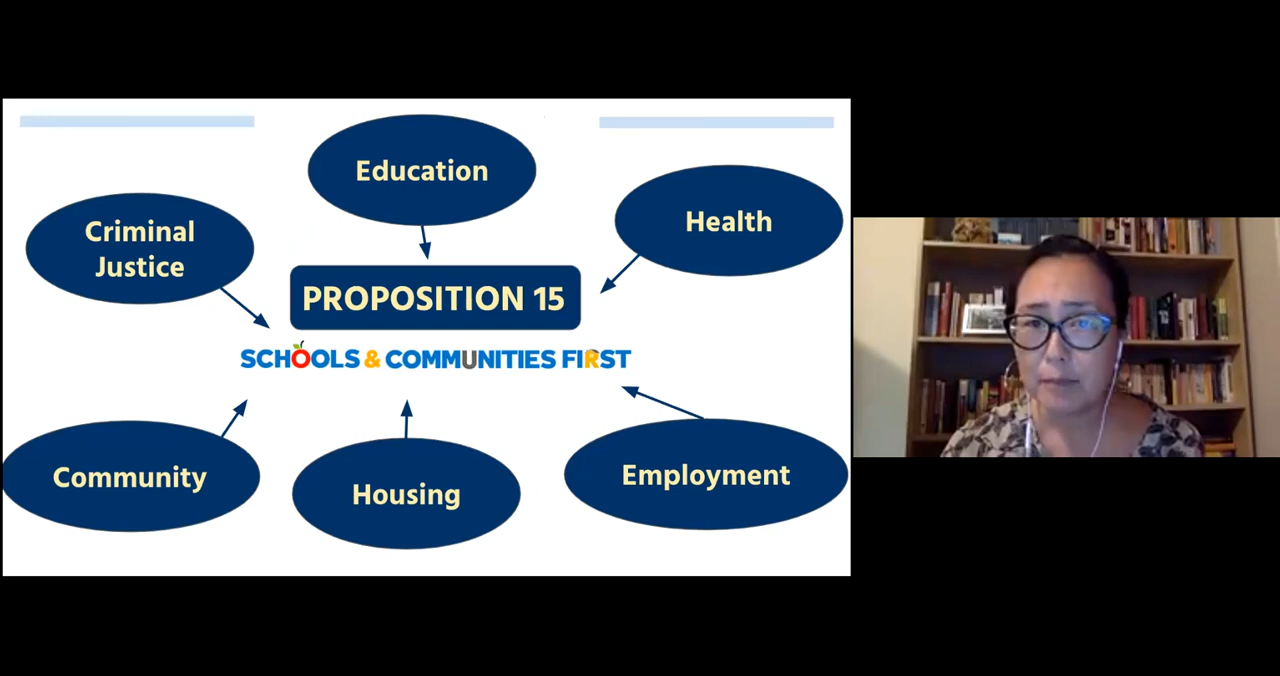 Education
Health
Criminal
Justice
PROPOSITION 15
SCHOOLS & COMMUNITIES FIRST
Community
Housing
Employment